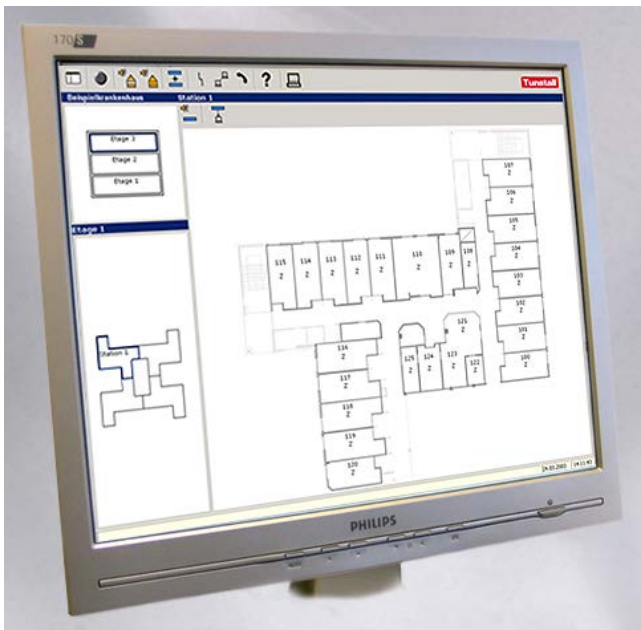 170S
Tunstall
Beispielkrankenhaus Station 1
Etage 3
Etage 2
Etage 1
Etage 1
Station 1
107
Z
106
Z
105
Z
104
Z
103
Z
102
Z
101
Z
100
Z
115 114 113 112 111 110 109 108
Z Z Z Z Z Z Z Z
121
Z
116
Z
125 124 123 122
Z Z Z Z
117
Z
118
Z
119
Z
120
Z
PHILIPS